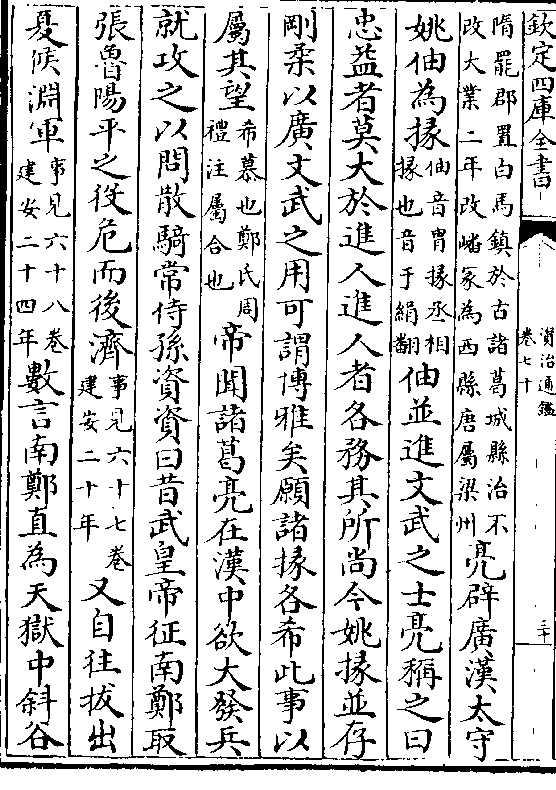 欽定四庫全書
資治通鑑
卷七十
隋罷郡置白馬鎮於古諸葛城縣治不
改大業二年改嶓冢為西縣唐屬梁州
亮辟廣漢太守
姚伷為掾
伷音胄掾丞相
掾也音于絹翻
伷並進文武之士亮稱之曰
忠益者莫大於進人進人者各務其所尚今姚掾並存
剛柔以廣文武之用可謂博雅矣願諸掾各希此事以
屬其望
希慕也鄭氏周
禮注屬合也
帝聞諸葛亮在漢中欲大發兵
就攻之以問散騎常侍孫資資曰昔武皇帝征南鄭取
張魯陽平之役危而後濟
事見六十七卷
建安二十年
又自往拔出
夏候淵軍
事見六十八卷
建安二十四年
數言南鄭直為天獄中斜谷